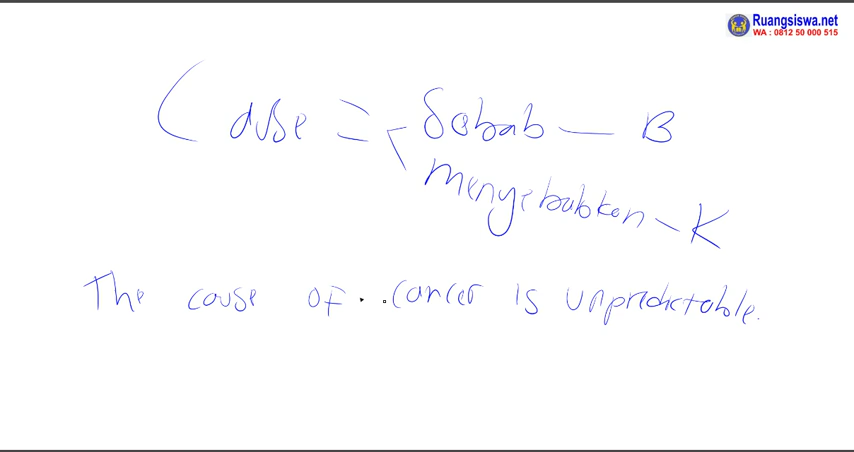 Ruangsiswa.net
WA : 0812 50 000 515
Cause = sebab — B
menyebabkan - K
The cause of cancer is unpredictable.